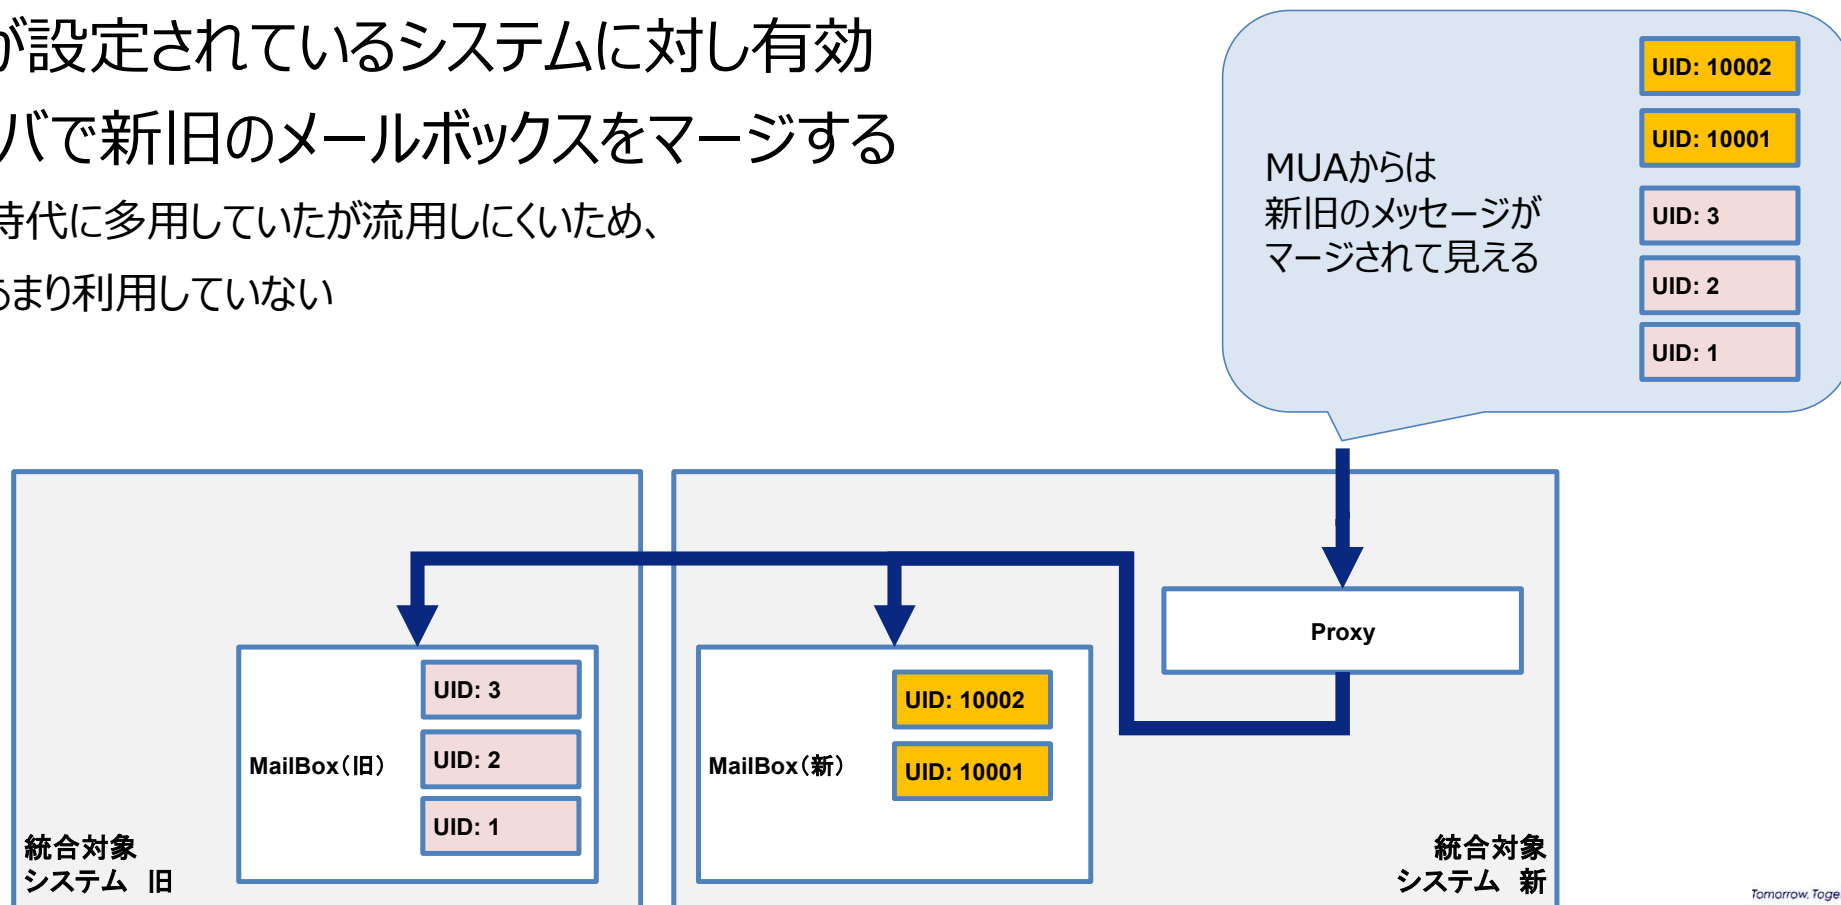 が設定されているシステムに対し有効
バで新旧のメールボックスをマージする
時代に多用していたが流用しにくいため、
あまり利用していない
MUAからは
新旧のメッセージが
マージされて見える
UID: 10002
UID: 10001
UID: 3
UID: 2
UID: 1
Proxy
MailBox（旧）
UID: 3
UID: 2
UID: 1
MailBox（新）
UID: 10002
UID: 10001
統合対象
システム　旧
統合対象
システム　新
Tomorrow, Toge